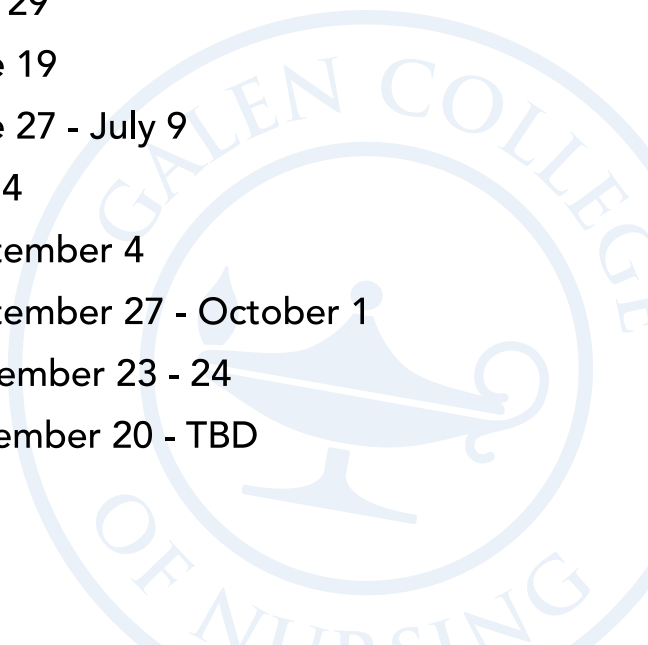 29
e 19
e 27 - July 9
4
tember 4
tember 27 - October 1
ember 23 - 24
ember 20 - TBD
GALEN COLLEGE
OF NURSING